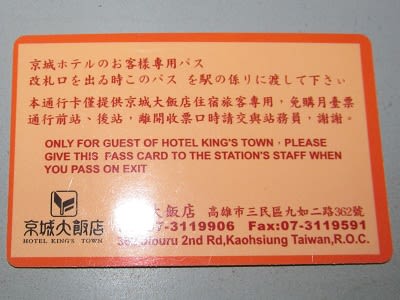 京城ホテルのお客様専用パス
改札口を出る時このパス を駅の係りに渡して下さい
本通行卡僅提供京城大飯店住宿旅客專用，免購月臺票
通行前站、後站，離開收票口時請交與站務員，謝謝。
ONLY FOR GUEST OF HOTEL KING'S TOWN , PLEASE
GIVE THIS PASS CARD TO THE STATION'S STAFF WHEN
YOU PASS ON EXIT
京城大飯店
HOTEL KING'S TOWN
大飯店 高雄市三民區九如二路362號
07-3119906 Fax:07-3119591
362 Jiouru 2nd Rd,Kaohsiung Taiwan,R.O.C.